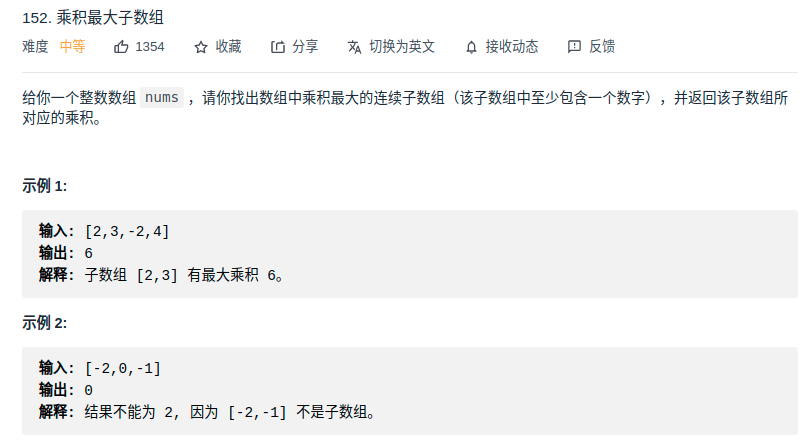 152. 乘积最大子数组
难度 中等 1354 收藏 分享 切换为英文 接收动态 反馈
给你一个整数数组 nums ，请你找出数组中乘积最大的连续子数组（该子数组中至少包含一个数字），并返回该子数组所
对应的乘积。
示例 1:
输入: [2,3,-2,4]
输出: 6
解释: 子数组 [2,3] 有最大乘积 6。
示例 2:
输入: [-2,0,-1]
输出: 0
解释: 结果不能为 2, 因为 [-2,-1] 不是子数组。